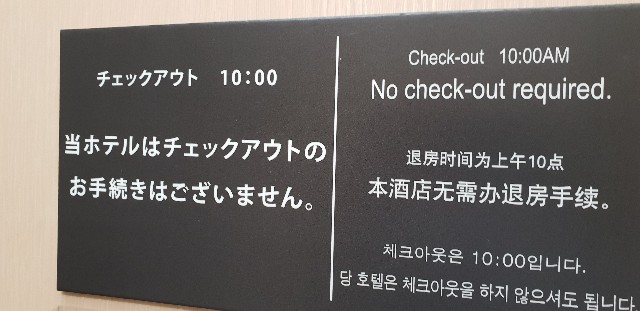 チェックアウト 10:00
当ホテルはチェックアウトの
お手続きはございません。
Check-out 10:00AM
No check-out required.
退房时间为上午10点
本酒店无需办退房手续。
체크아웃은 10:00입니다.
당 호텔은 체크아웃을 하지 않으셔도 됩니다